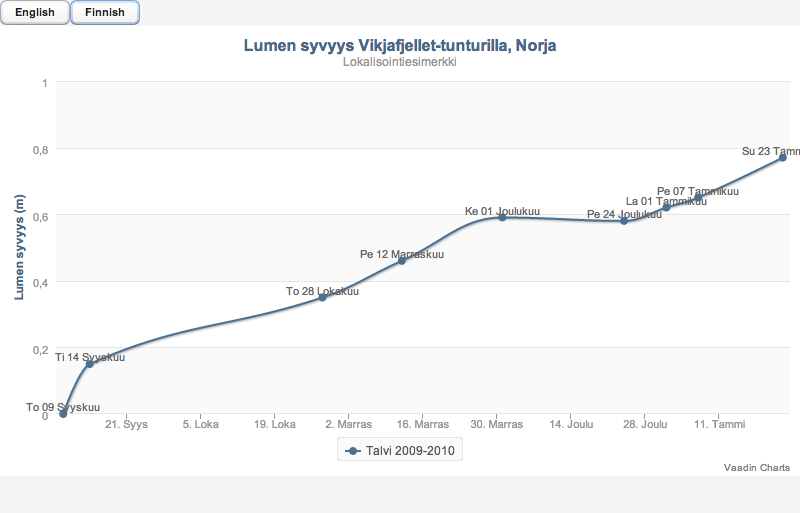 English Finnish
Lumen syvyys Vikjafjellet-tunturilla, Norja
Lokalisointiesimerkki
Lumen syvyys (m)
1
0,8
0,6
0,4
0,2
0
Su 23 Tamm
Pe 07 Tammikuu
La 01 Tammikuu
Pe 24 Joulukuu
Ke 01 Joulukuu
Pe 12 Marraskuu
To 28 Lokakuu
Ti 14 Syyskuu
To 09 Syyskuu
21. Syys 5. Loka 19. Loka 2. Marras 16. Marras 30. Marras 14. Joulu 28. Joulu 11. Tammi
Talvi 2009-2010
Vaadin Charts